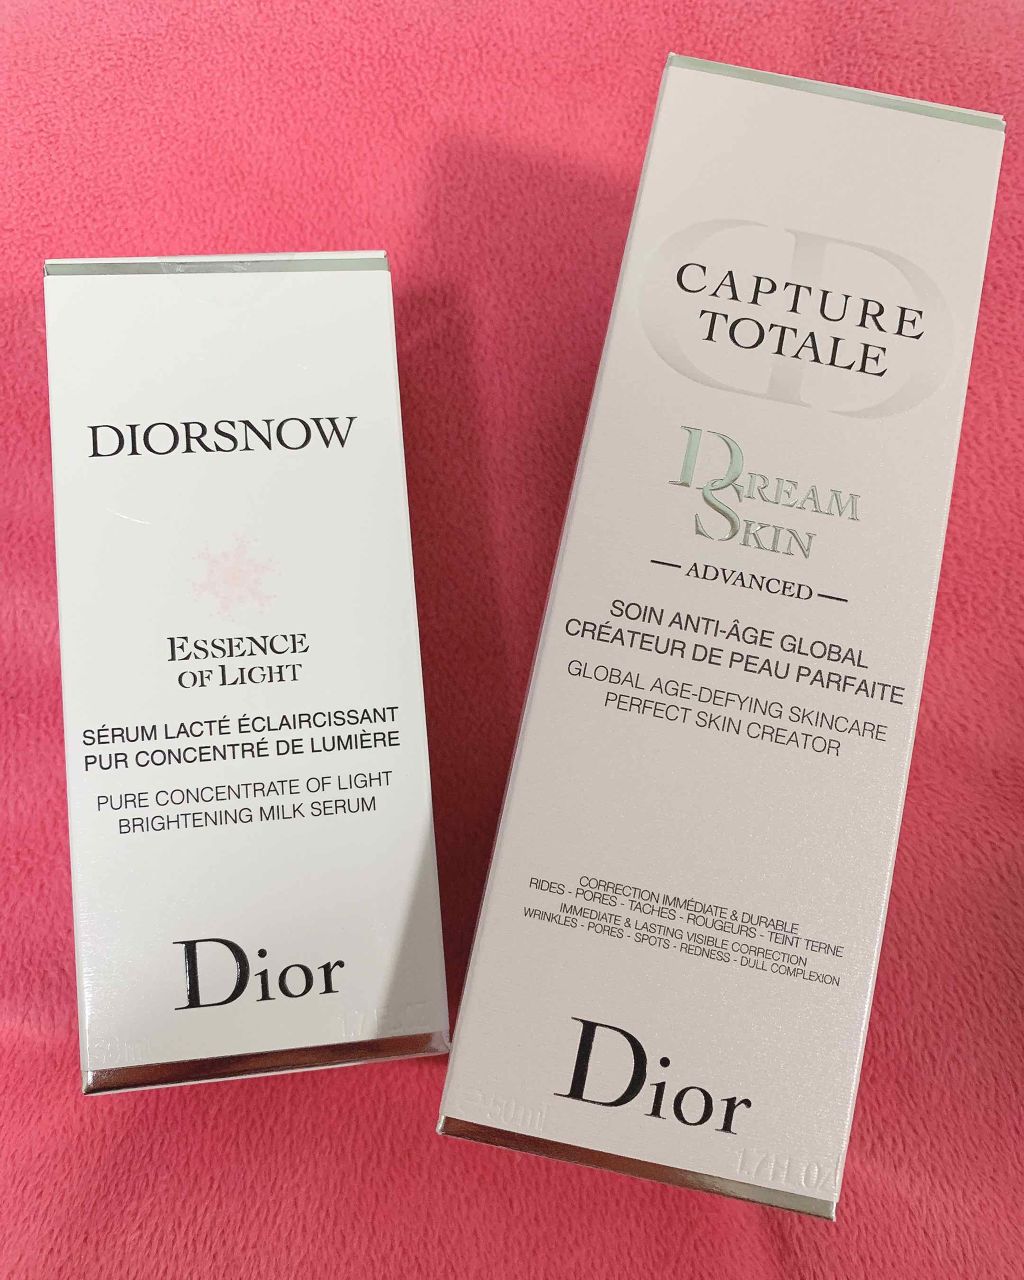 DIORSNOW
ESSENCE
OF LIGHT
SÉRUM LACTÉ ÉCLAIRCISSANT
PUR CONCENTRÉ DE LUMIÈRE
PURE CONCENTRATE OF LIGHT
BRIGHTENING MILK SERUM
Dior
CD
CAPTURE
TOTALE
DREAM
SKIN
— ADVANCED —
SOIN ANTI-ÂGE GLOBAL
CRÉATEUR DE PEAU PARFAITE
GLOBAL AGE-DEFYING SKINCARE
PERFECT SKIN CREATOR
CORRECTION IMMÉDIATE & DURABLE
RIDES - PORES - TACHES - ROUGEURS - TEINT TERNE
IMMEDIATE & LASTING VISIBLE CORRECTION
WRINKLES - PORES - SPOTS - REDNESS - DULL COMPLEXION
Dior
e 50 ml
1.7 FL OZ